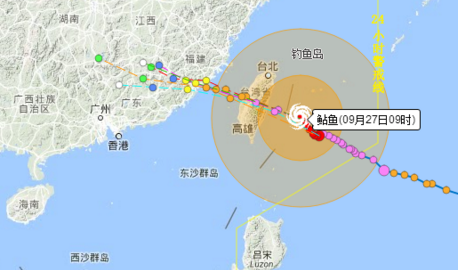 湖南
江西
福建
24小时警戒线
钓鱼岛
台北
台湾省
广西壮族
自治区
广州
广东
鲇鱼(09月27日09时)
高雄
香港
东沙群岛
海南
西沙群岛
吕宋
Luzon